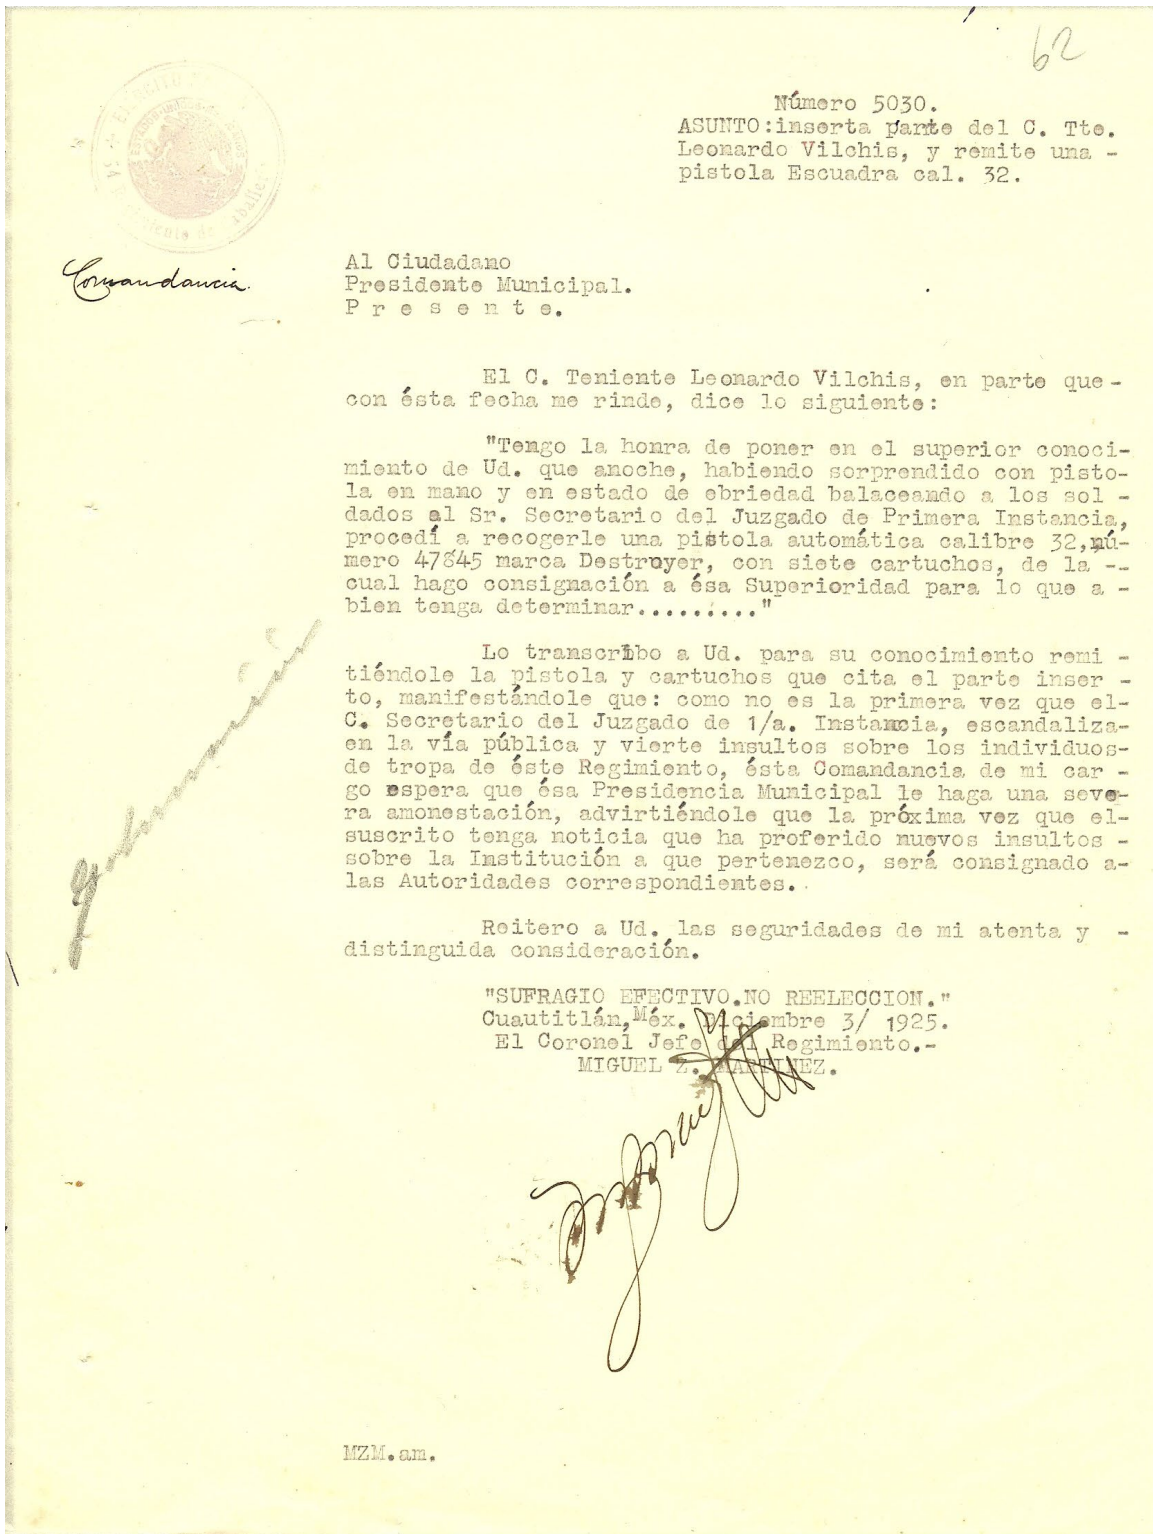 62
Número 5030.
ASUNTO:inserta parte del C. Tte.
Leonardo Vilchis, y remite una -
pistola Escuadra cal. 32.
Comandancia.
Al Ciudadano
Presidente Municipal.
P r e s e n t e.
El C. Teniente Leonardo Vilchis, en parte que-
con ésta fecha me rinde, dice lo siguiente:
"Tengo la honra de poner en el superior conoci-
miento de Ud. que anoche, habiendo sorprendido con pisto-
la en mano y en estado de ebriedad balaceando a los sol -
dados al Sr. Secretario del Juzgado de Primera Instancia,
procedí a recogerle una pistola automática calibre 32,nú-
mero 47845 marca Destroyer, con siete cartuchos, de la --
cual hago consignación a ésa Superioridad para lo que a -
bien tenga determinar.........."
Lo transcribo a Ud. para su conocimiento remi -
tiéndole la pistola y cartuchos que cita el parte inser -
to, manifestándole que: como no es la primera vez que el-
C. Secretario del Juzgado de 1/a. Instancia, escandaliza-
en la vía pública y vierte insultos sobre los individuos-
de tropa de éste Regimiento, ésta Comandancia de mi car -
go espera que ésa Presidencia Municipal le haga una seve-
ra amonestación, advirtiéndole que la próxima vez que el-
suscrito tenga noticia que ha proferido nuevos insultos -
sobre la Institución a que pertenezco, será consignado a-
las Autoridades correspondientes.
Reitero a Ud. las seguridades de mi atenta y -
distinguida consideración.
"SUFRAGIO EFECTIVO.NO REELECCION."
Cuautitlán,Méx. Diciembre 3/ 1925.
El Coronel Jefe del Regimiento.-
MIGUEL Z. MARTINEZ.
MZM.am.